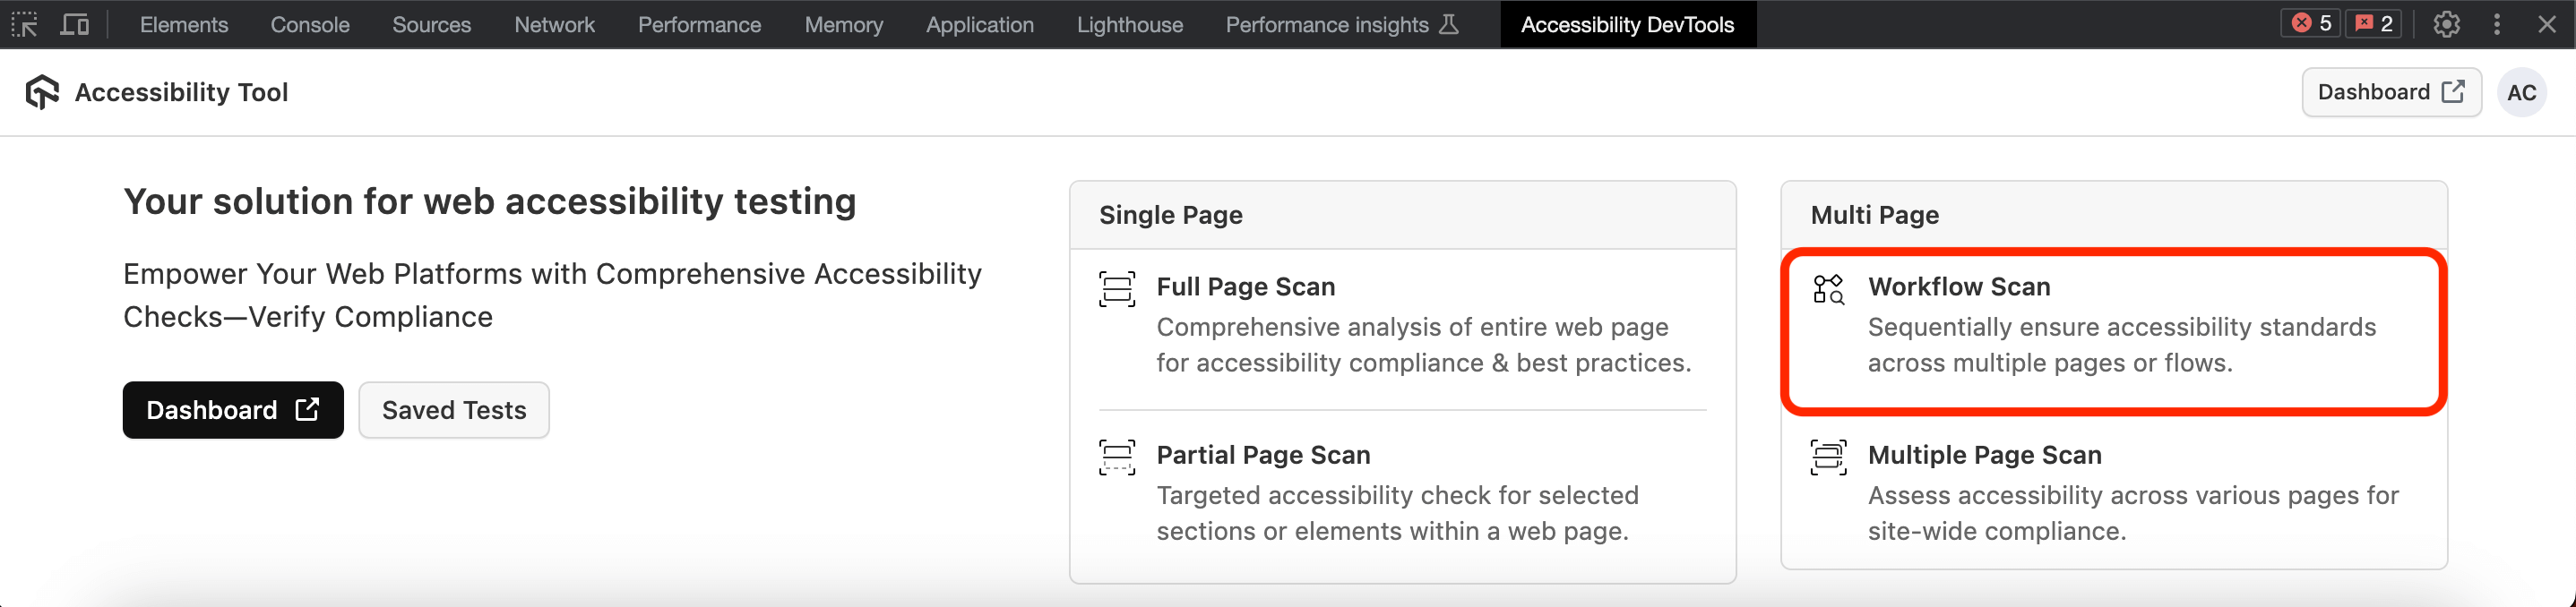 Elements Console Sources Network Performance Memory Application Lighthouse Performance insights Accessibility DevTools 5 2
Accessibility Tool
Dashboard AC
Your solution for web accessibility testing
Empower Your Web Platforms with Comprehensive Accessibility
Checks—Verify Compliance
Dashboard Saved Tests
Single Page
Full Page Scan
Comprehensive analysis of entire web page
for accessibility compliance & best practices.
Partial Page Scan
Targeted accessibility check for selected
sections or elements within a web page.
Multi Page
Workflow Scan
Sequentially ensure accessibility standards
across multiple pages or flows.
Multiple Page Scan
Assess accessibility across various pages for
site-wide compliance.